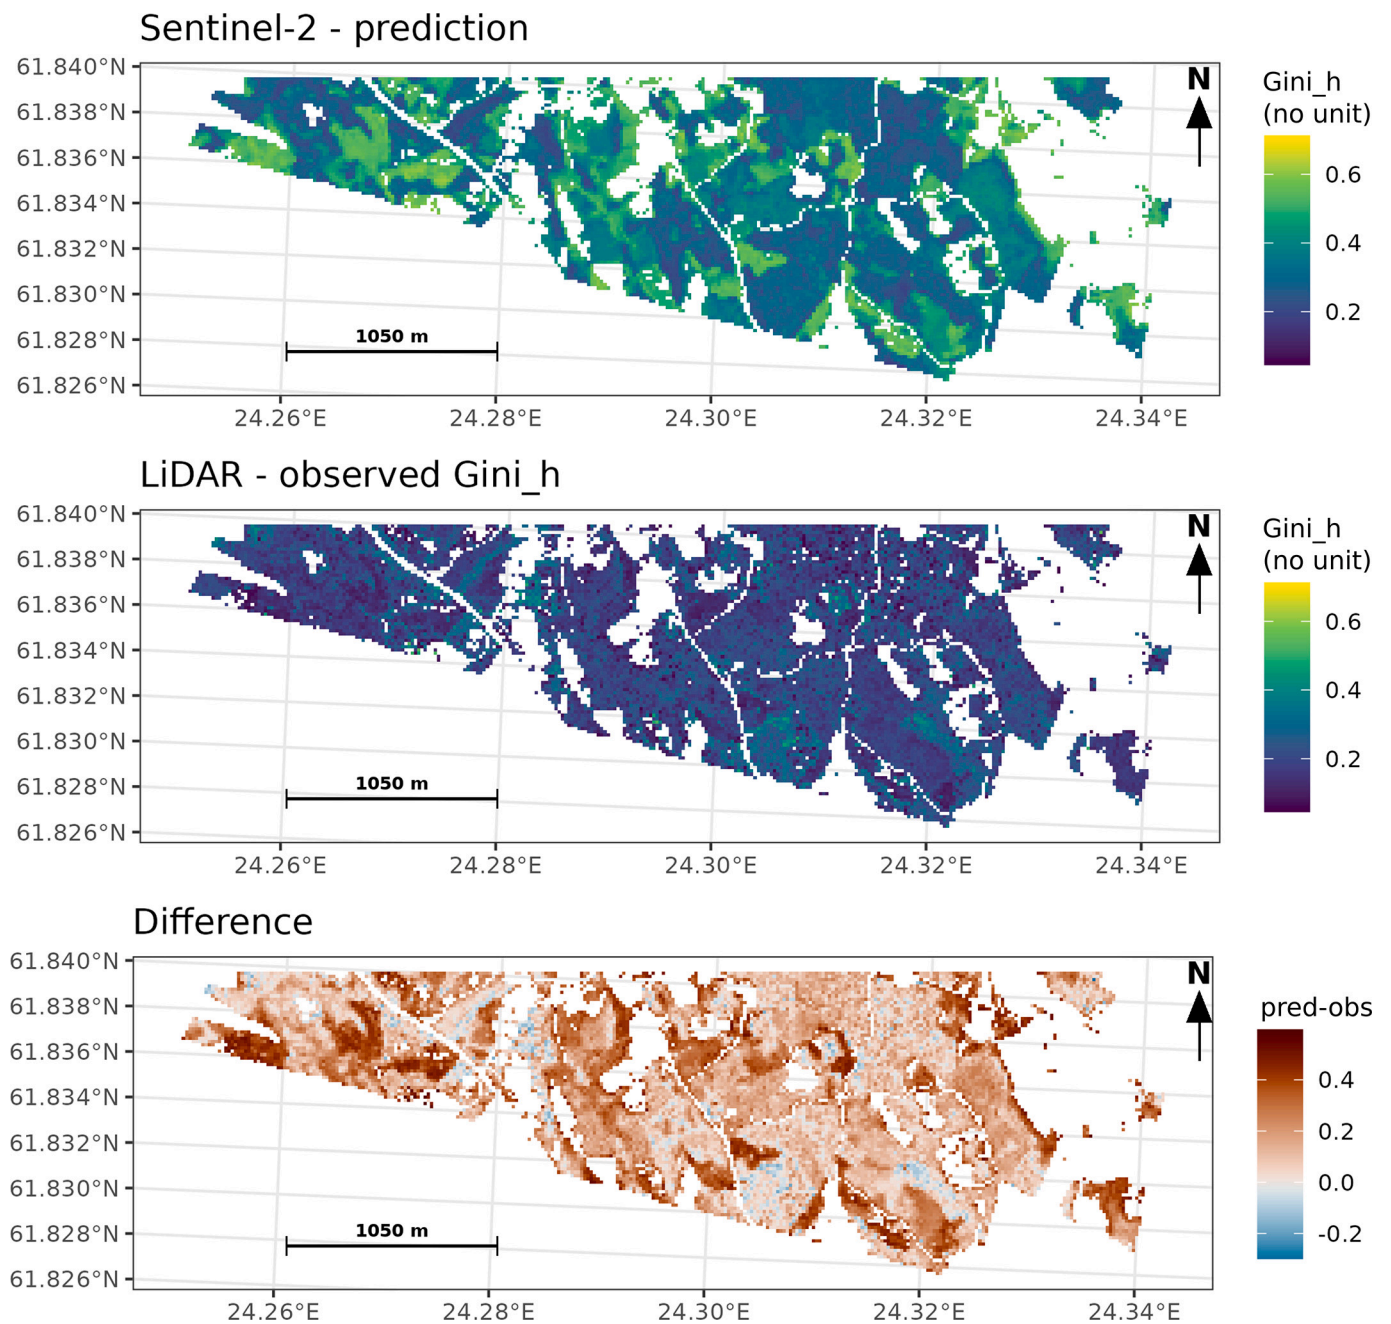 Sentinel-2 - prediction
61.840°N
61.838°N
61.836°N
61.834°N
61.832°N
61.830°N
61.828°N
61.826°N
N
1050 m
24.26°E 24.28°E 24.30°E 24.32°E 24.34°E
Gini_h
(no unit)
0.6
0.4
0.2
LiDAR - observed Gini_h
61.840°N
61.838°N
61.836°N
61.834°N
61.832°N
61.830°N
61.828°N
61.826°N
N
1050 m
24.26°E 24.28°E 24.30°E 24.32°E 24.34°E
Gini_h
(no unit)
0.6
0.4
0.2
Difference
61.840°N
61.838°N
61.836°N
61.834°N
61.832°N
61.830°N
61.828°N
61.826°N
N
1050 m
24.26°E 24.28°E 24.30°E 24.32°E 24.34°E
pred-obs
0.4
0.2
0.0
-0.2